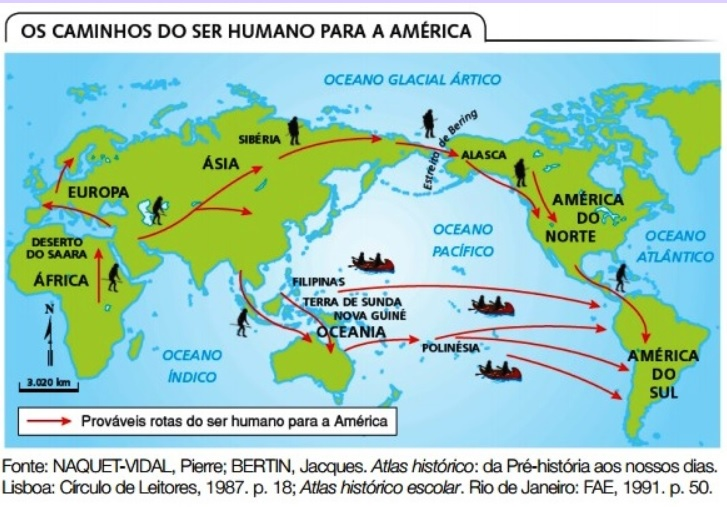 OS CAMINHOS DO SER HUMANO PARA A AMÉRICA
OCEANO GLACIAL ÁRTICO
SIBÉRIA
Estreito de Bering
ÁSIA
ALASCA
EUROPA
AMÉRICA
DO
NORTE
OCEANO
PACÍFICO
OCEANO
ATLÂNTICO
DESERTO
DO SAARA
ÁFRICA
FILIPINAS
TERRA DE SUNDA
NOVA GUINÉ
OCEANIA
N
POLINÉSIA
OCEANO
ÍNDICO
AMÉRICA
DO
SUL
3.020 km
Prováveis rotas do ser humano para a América
Fonte: NAQUET-VIDAL, Pierre; BERTIN, Jacques. Atlas histórico: da Pré-história aos nossos dias.
Lisboa: Círculo de Leitores, 1987. p. 18; Atlas histórico escolar. Rio de Janeiro: FAE, 1991. p. 50.